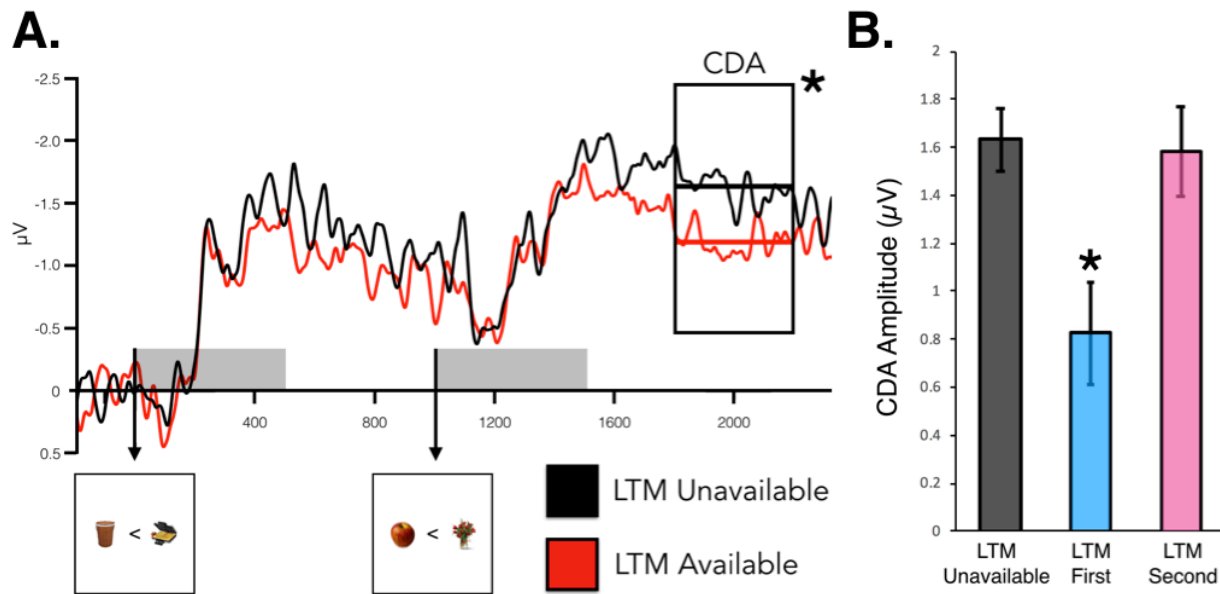 A.
CDA
*
-2.5
-2.0
-1.5
-1.0
-0.5
0
0.5
µV
400
800
1200
1600
2000
<
<
LTM Unavailable
LTM Available
B.
2
1.8
1.6
1.4
1.2
1
0.8
0.6
0.4
0.2
0
CDA Amplitude (µV)
*
LTM
Unavailable
LTM
First
LTM
Second